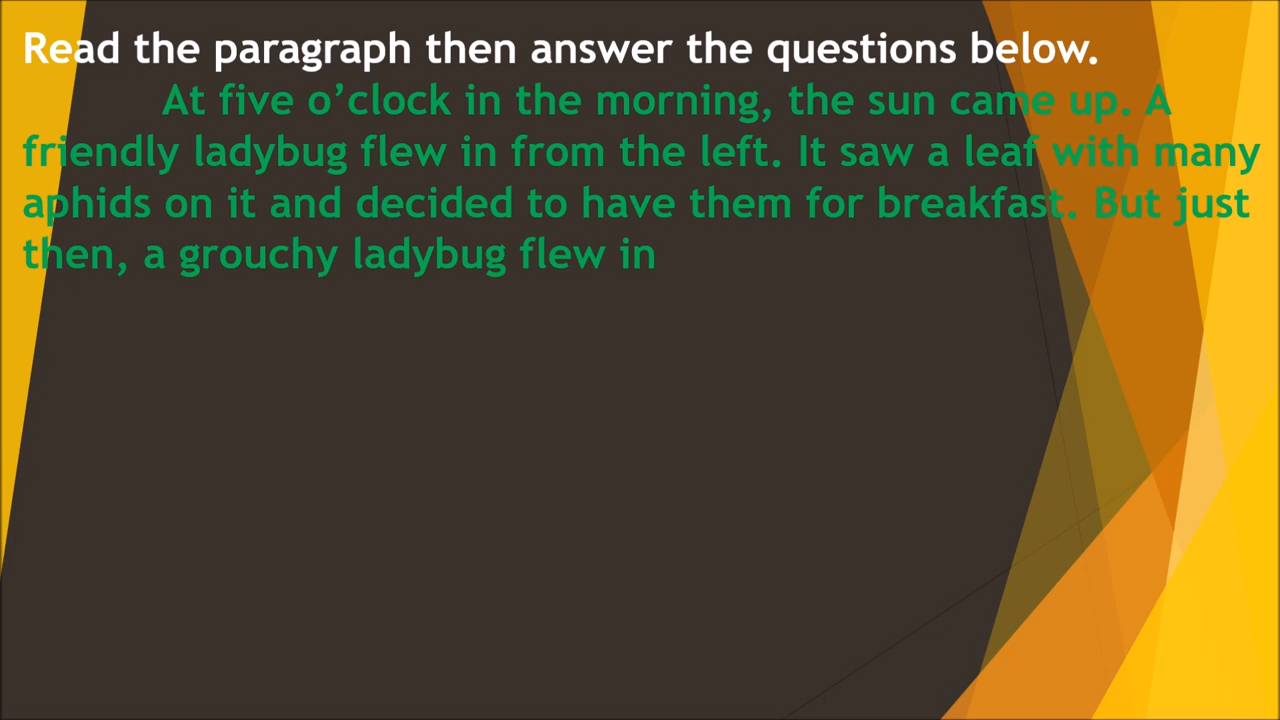 Read the paragraph then answer the questions below.
At five o’clock in the morning, the sun came up. A
friendly ladybug flew in from the left. It saw a leaf with many
aphids on it and decided to have them for breakfast. But just
then, a grouchy ladybug flew in